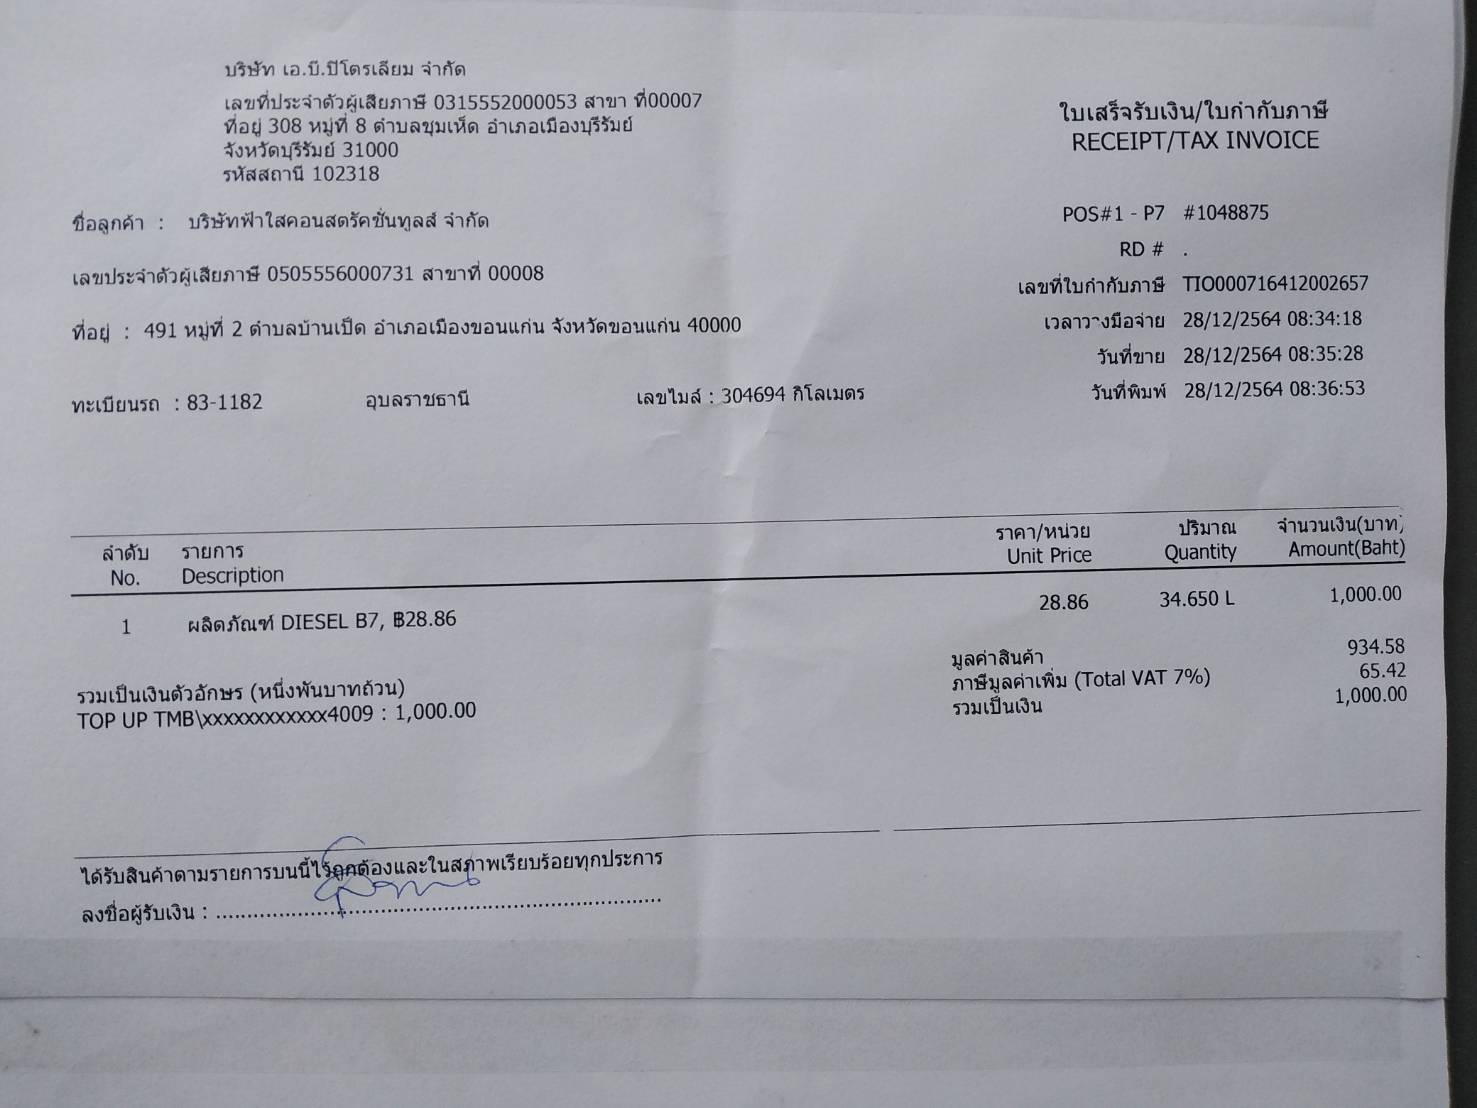 บริษัท เอ.บี.ปิโตรเลียม จำกัด
เลขที่ประจำตัวผู้เสียภาษี 0315552000053 สาขา ที่00007
ที่อยู่ 308 หมู่ที่ 8 ตำบลชุมเห็ด อำเภอเมืองบุรีรัมย์
จังหวัดบุรีรัมย์ 31000
รหัสสถานี 102318
ใบเสร็จรับเงิน/ใบกำกับภาษี
RECEIPT/TAX INVOICE
ชื่อลูกค้า : บริษัทฟ้าใสคอนสตรัคชั่นทูลส์ จำกัด
POS#1 - P7 #1048875
RD # .
เลขประจำตัวผู้เสียภาษี 0505556000731 สาขาที่ 00008
เลขที่ใบกำกับภาษี TIO000716412002657
ที่อยู่ : 491 หมู่ที่ 2 ตำบลบ้านเป็ด อำเภอเมืองขอนแก่น จังหวัดขอนแก่น 40000
เวลาวางมือจ่าย 28/12/2564 08:34:18
วันที่ขาย 28/12/2564 08:35:28
ทะเบียนรถ : 83-1182 อุบลราชธานี เลขไมล์ : 304694 กิโลเมตร
วันที่พิมพ์ 28/12/2564 08:36:53
ลำดับ รายการ ราคา/หน่วย ปริมาณ จำนวนเงิน(บาท)
No. Description Unit Price Quantity Amount(Baht)
1 ผลิตภัณฑ์ DIESEL B7, ฿28.86 28.86 34.650 L 1,000.00
มูลค่าสินค้า 934.58
ภาษีมูลค่าเพิ่ม (Total VAT 7%) 65.42
รวมเป็นเงิน 1,000.00
รวมเป็นเงินตัวอักษร (หนึ่งพันบาทถ้วน)
TOP UP TMB\xxxxxxxxxxxx4009 : 1,000.00
ได้รับสินค้าตามรายการบนนี้ไว้ถูกต้องและในสภาพเรียบร้อยทุกประการ
ลงชื่อผู้รับเงิน : ........................................................................